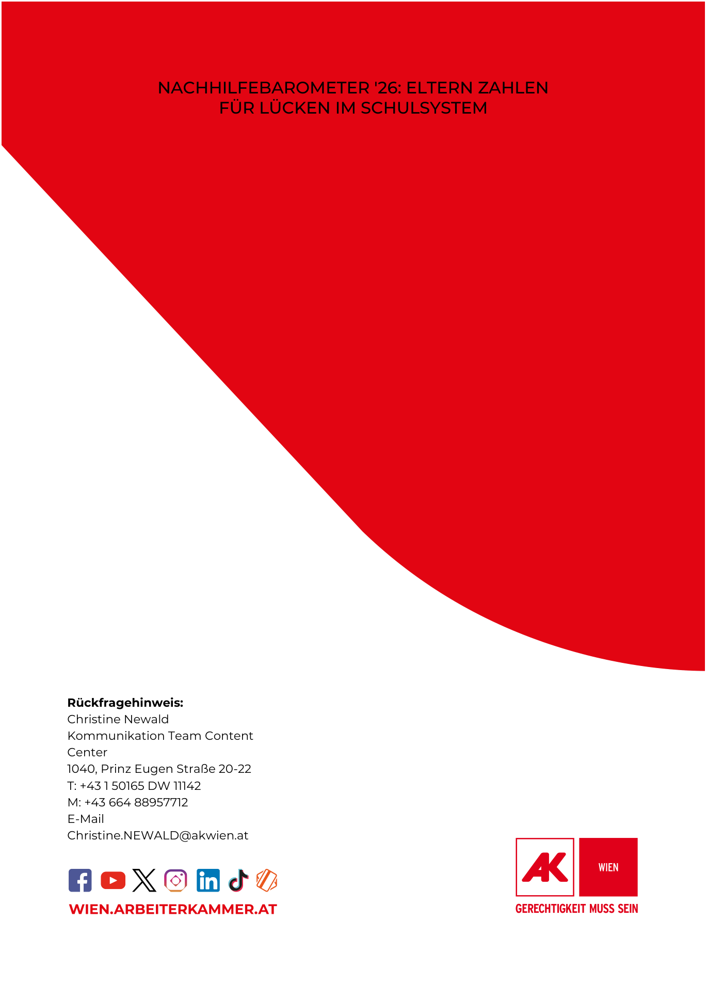 NACHHILFEBAROMETER '26: ELTERN ZAHLEN
FÜR LÜCKEN IM SCHULSYSTEM
Rückfragehinweis:
Christine Newald
Kommunikation Team Content
Center
1040, Prinz Eugen Straße 20-22
T: +43 1 50165 DW 11142
M: +43 664 88957712
E-Mail
Christine.NEWALD@akwien.at
WIEN.ARBEITERKAMMER.AT
AK WIEN
GERECHTIGKEIT MUSS SEIN